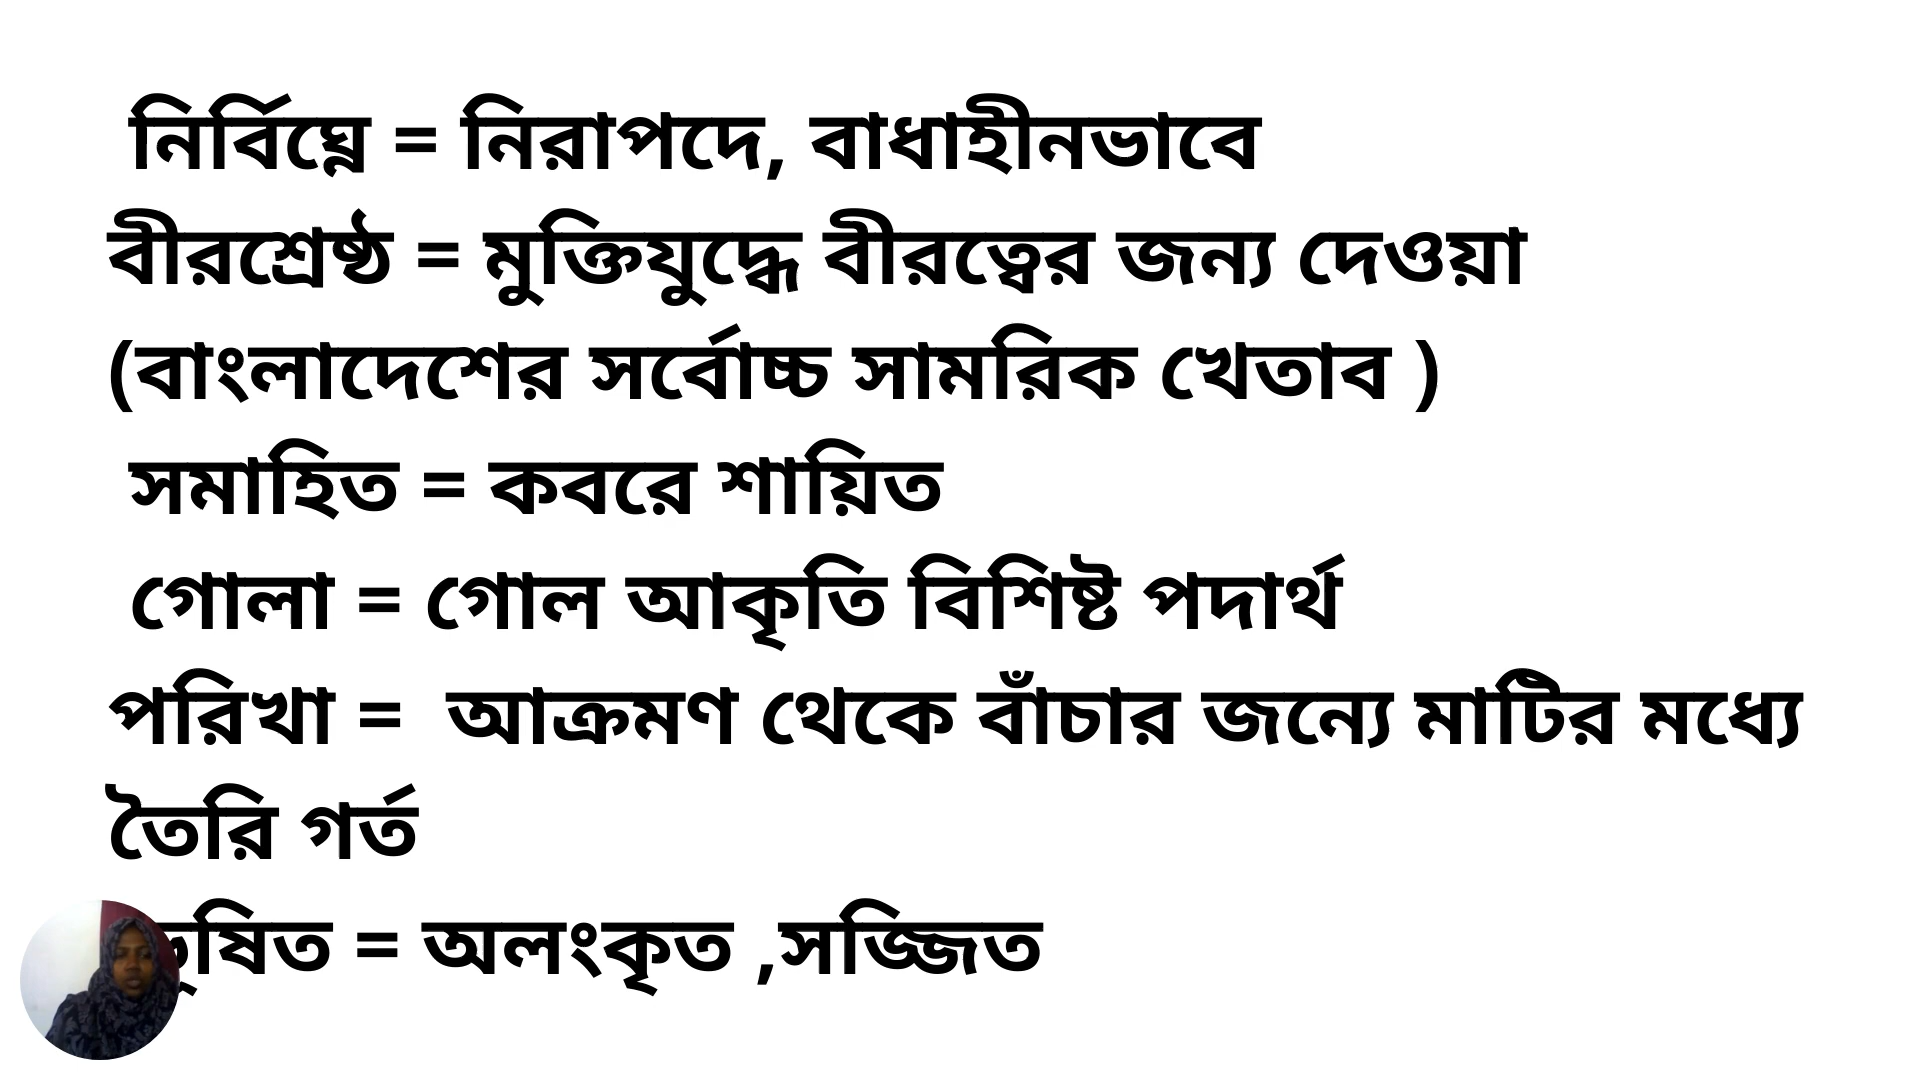 নির্বিঘ্নে = নিরাপদে, বাধাহীনভাবে
বীরশ্রেষ্ঠ = মুক্তিযুদ্ধে বীরত্বের জন্য দেওয়া
(বাংলাদেশের সর্বোচ্চ সামরিক খেতাব )
সমাহিত = কবরে শায়িত
গোলা = গোল আকৃতি বিশিষ্ট পদার্থ
পরিখা =  আক্রমণ থেকে বাঁচার জন্যে মাটির মধ্যে
তৈরি গর্ত
= অলংকৃত ,সজ্জিত